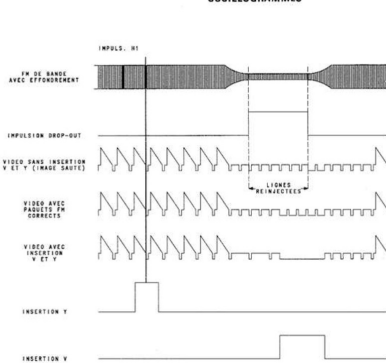 OSCILLOGRAMMES
IMPULS. H1
FM DE BANDE
AVEC EFFONDREMENT
IMPULSION DROP-OUT
VIDEO SANS INSERTION
V ET Y (IMAGE SAUTE)
LIGNES
REINJECTEES
VIDEO AVEC
PAQUETS FM
CORRECTS
VIDEO AVEC
INSERTION
V ET Y
INSERTION Y
INSERTION V